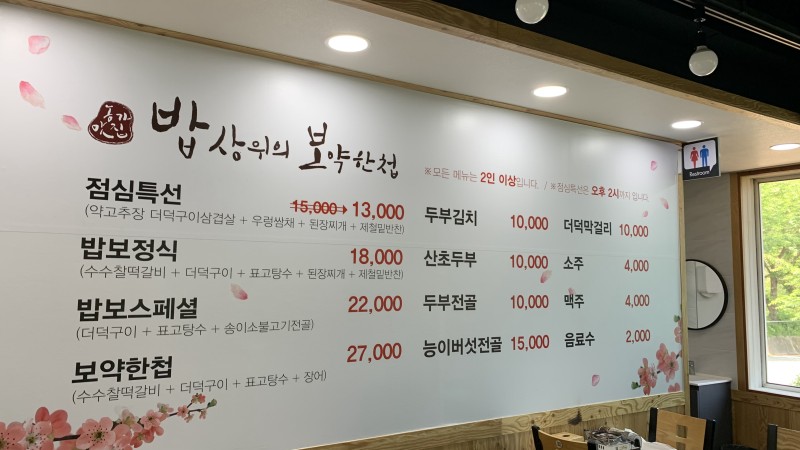 농가
맛집
밥상위의 보약한첩
※ 모든 메뉴는 2인 이상입니다. / ※ 점심특선은 오후 2시까지 입니다
Restroom
점심특선 15,000 → 13,000
(약고추장 더덕구이삼겹살 + 우렁쌈채 + 된장찌개 + 제철밑반찬)
밥보정식 18,000
(수수찰떡갈비 + 더덕구이 + 표고탕수 + 된장찌개 + 제철밑반찬)
밥보스페셜 22,000
(더덕구이 + 표고탕수 + 송이소불고기전골)
보약한첩 27,000
(수수찰떡갈비 + 더덕구이 + 표고탕수 + 장어)
두부김치 10,000
산초두부 10,000
두부전골 10,000
능이버섯전골 15,000
더덕막걸리 10,000
소주 4,000
맥주 4,000
음료수 2,000